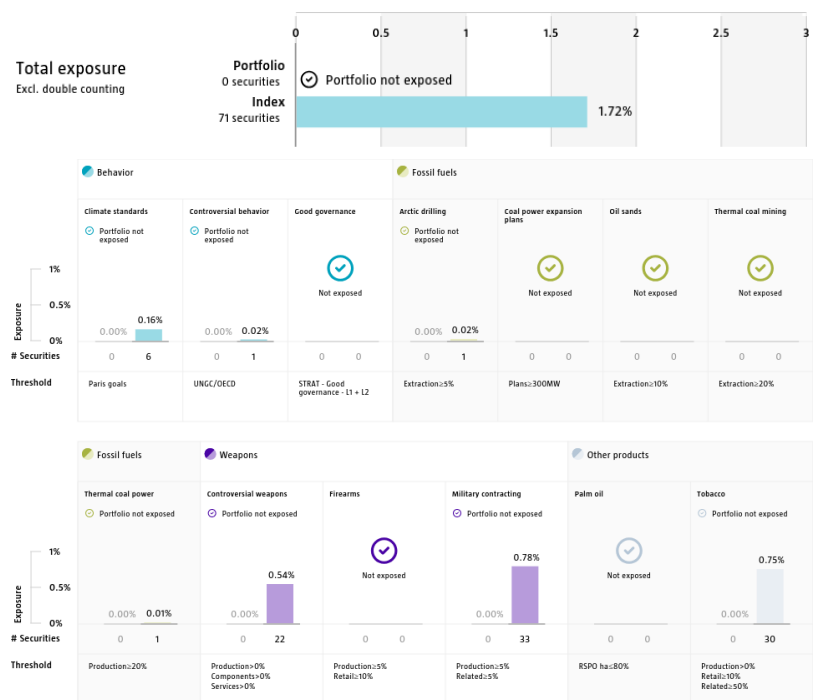 0 0.5 1 1.5 2 2.5 3
Total exposure
Excl. double counting
Portfolio
0 securities
Portfolio not exposed
Index
71 securities
1.72%
Behavior Fossil fuels
Climate standards Controversial behavior Good governance Arctic drilling Coal power expansion plans Oil sands Thermal coal mining
Portfolio not exposed Portfolio not exposed Portfolio not exposed
Not exposed Not exposed Not exposed Not exposed
Exposure
1%
0.5%
0%
0.00% 0.16% 0.00% 0.02% 0.00% 0.02%
# Securities 0 6 0 1 0 0 0 1 0 0 0 0 0 0
Threshold Paris goals UNGC/OECD STRAT - Good governance - L1 + L2 Extraction≥5% Plans≥300MW Extraction≥10% Extraction≥20%
Fossil fuels Weapons Other products
Thermal coal power Controversial weapons Firearms Military contracting Palm oil Tobacco
Portfolio not exposed Portfolio not exposed Portfolio not exposed Portfolio not exposed
Not exposed Not exposed
Exposure
1%
0.5%
0%
0.00% 0.01% 0.00% 0.54% 0.00% 0.78% 0.00% 0.75%
# Securities 0 1 0 22 0 0 0 33 0 0 0 30
Threshold Production≥20% Production>0% Production≥5% Production≥5% RSPO ha≤80% Production>0%
Components>0% Retail≥10% Related≥5% Retail≥10%
Services>0% Related≥50%